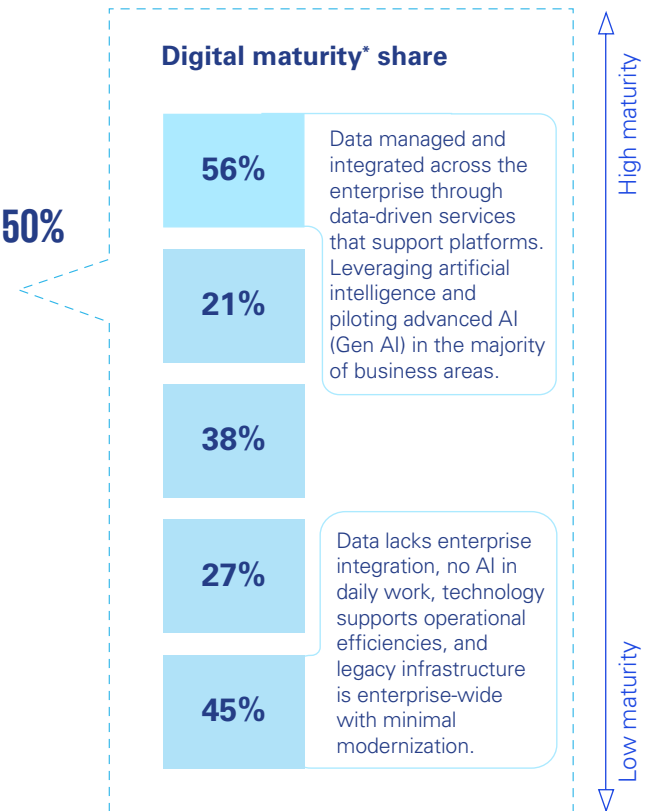 Digital maturity* share
50%
56%
Data managed and
integrated across the
enterprise through
data-driven services
that support platforms.
Leveraging artificial
intelligence and
piloting advanced AI
(Gen AI) in the majority
of business areas.
21%
38%
27%
Data lacks enterprise
integration, no AI in
daily work, technology
supports operational
efficiencies, and
legacy infrastructure
is enterprise-wide
with minimal
modernization.
45%
High maturity
Low maturity